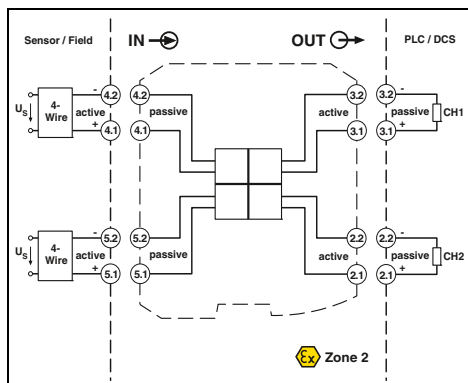 Sensor / Field IN OUT PLC / DCS
4-Wire - 4.2 4.2 passive 3.2 3.2 -
US active active passive CH1
+ 4.1 4.1 3.1 3.1 +
4-Wire - 5.2 5.2 passive 2.2 2.2 -
US active active passive CH2
+ 5.1 5.1 2.1 2.1 +
Ex Zone 2